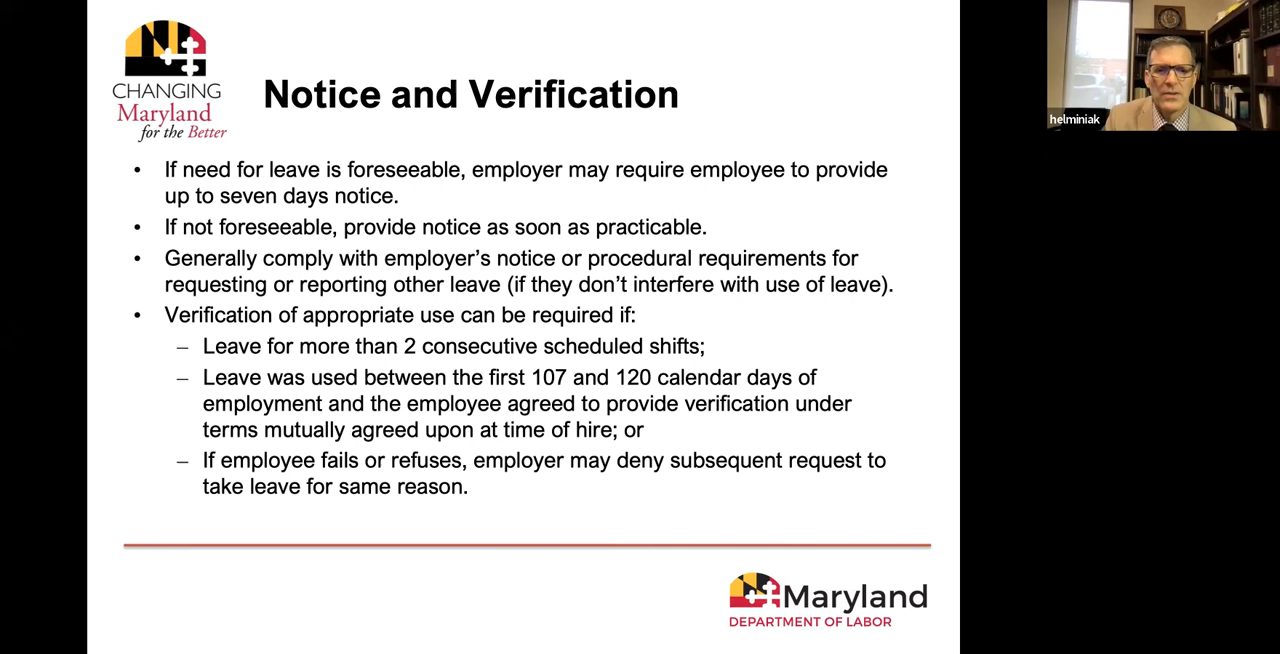 CHANGING
Maryland
for the Better
Notice and Verification
• If need for leave is foreseeable, employer may require employee to provide
up to seven days notice.
• If not foreseeable, provide notice as soon as practicable.
• Generally comply with employer's notice or procedural requirements for
requesting or reporting other leave (if they don't interfere with use of leave).
• Verification of appropriate use can be required if:
– Leave for more than 2 consecutive scheduled shifts;
– Leave was used between the first 107 and 120 calendar days of
employment and the employee agreed to provide verification under
terms mutually agreed upon at time of hire; or
– If employee fails or refuses, employer may deny subsequent request to
take leave for same reason.
Maryland
DEPARTMENT OF LABOR
helminiak